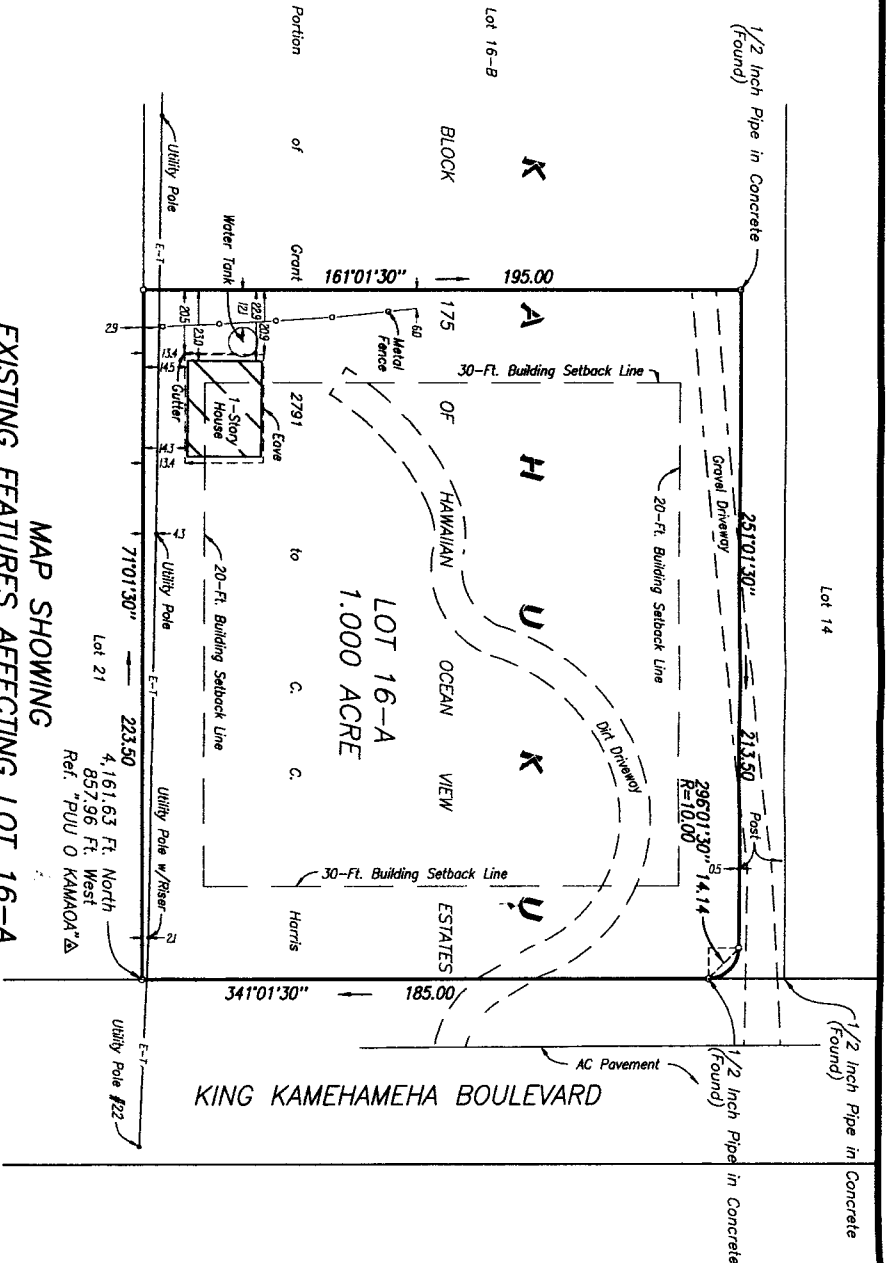 1/2 Inch Pipe in Concrete
(Found)
Lot 14
1/2 Inch Pipe in Concrete
(Found)
1/2 Inch Pipe in Concrete
(Found)
Lot 16-B
Portion of Grant 2791 to C. C. Harris
BLOCK 175 OF HAWAIIAN OCEAN VIEW ESTATES
K A H U K U
161°01'30" 195.00
251°01'30" 213.50
Gravel Driveway
Post
0.5
296°01'30" 14.14
R=10.00
30-Ft. Building Setback Line
20-Ft. Building Setback Line
20-Ft. Building Setback Line
30-Ft. Building Setback Line
Dirt Driveway
LOT 16-A
1.000 ACRE
Metal
Fence
6.0
Water Tank
12.1
22.9
20.9
20.5
23.0
1-Story
House
Eave
Gutter
13.4
14.5
14.3
13.4
2.9
4.3
2.1
Utility Pole
E-T
Utility Pole
E-T
Utility Pole w/Riser
E-T
Utility Pole #22
71°01'30" 223.50
341°01'30" 185.00
AC Pavement
KING KAMEHAMEHA BOULEVARD
Lot 21
4,161.63 Ft. North
857.96 Ft. West
Ref. "PUU O KAMAOA"
MAP SHOWING
EXISTING FEATURES AFFECTING LOT 16-A